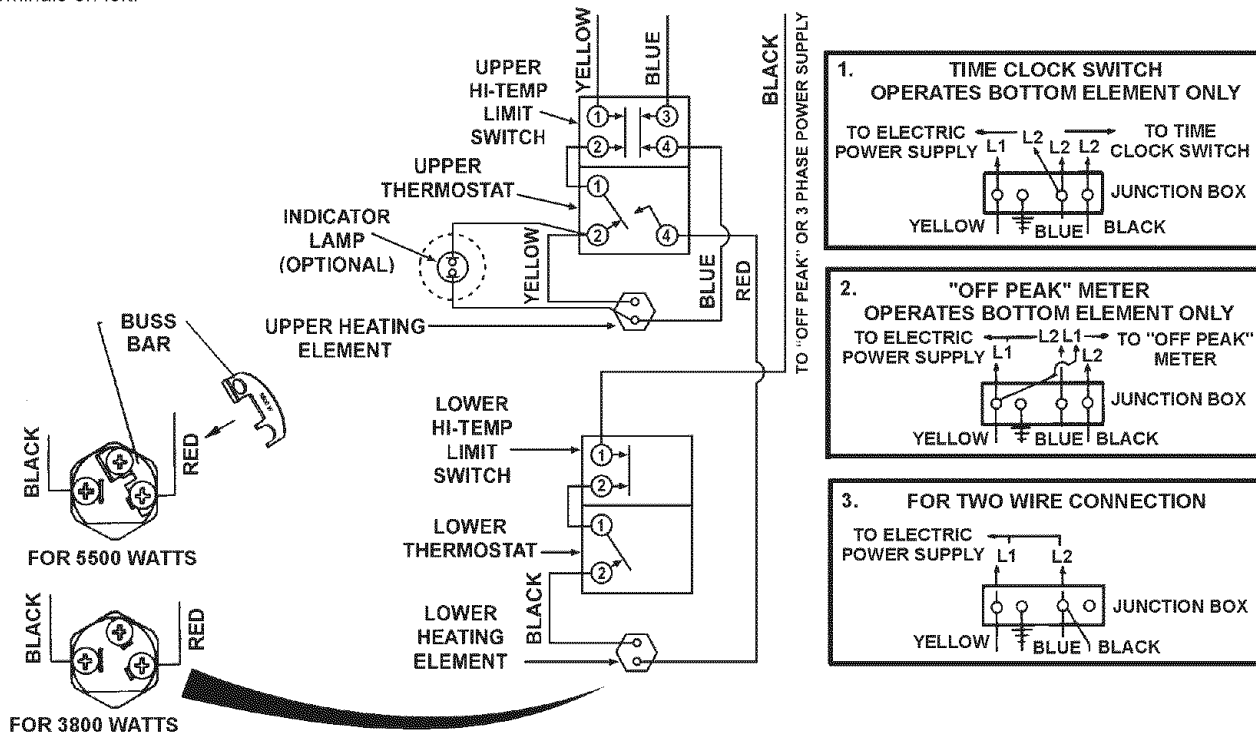 YELLOW
BLUE
BLACK
TO "OFF PEAK" OR 3 PHASE POWER SUPPLY
UPPER
HI-TEMP
LIMIT
SWITCH
1
3
2
4
UPPER
THERMOSTAT
1
2
4
INDICATOR
LAMP
(OPTIONAL)
YELLOW
BLUE
RED
UPPER HEATING
ELEMENT
BUSS
BAR
BLACK
RED
FOR 5500 WATTS
BLACK
RED
FOR 3800 WATTS
LOWER
HI-TEMP
LIMIT
SWITCH
1
2
LOWER
THERMOSTAT
1
2
BLACK
LOWER
HEATING
ELEMENT
1. TIME CLOCK SWITCH
OPERATES BOTTOM ELEMENT ONLY
TO ELECTRIC
POWER SUPPLY
L1 L2 L2 L2
TO TIME
CLOCK SWITCH
JUNCTION BOX
YELLOW BLUE BLACK
2. "OFF PEAK" METER
OPERATES BOTTOM ELEMENT ONLY
TO ELECTRIC
POWER SUPPLY
L1 L2 L1 L2
TO "OFF PEAK"
METER
JUNCTION BOX
YELLOW BLUE BLACK
3. FOR TWO WIRE CONNECTION
TO ELECTRIC
POWER SUPPLY
L1 L2
JUNCTION BOX
YELLOW BLUE BLACK